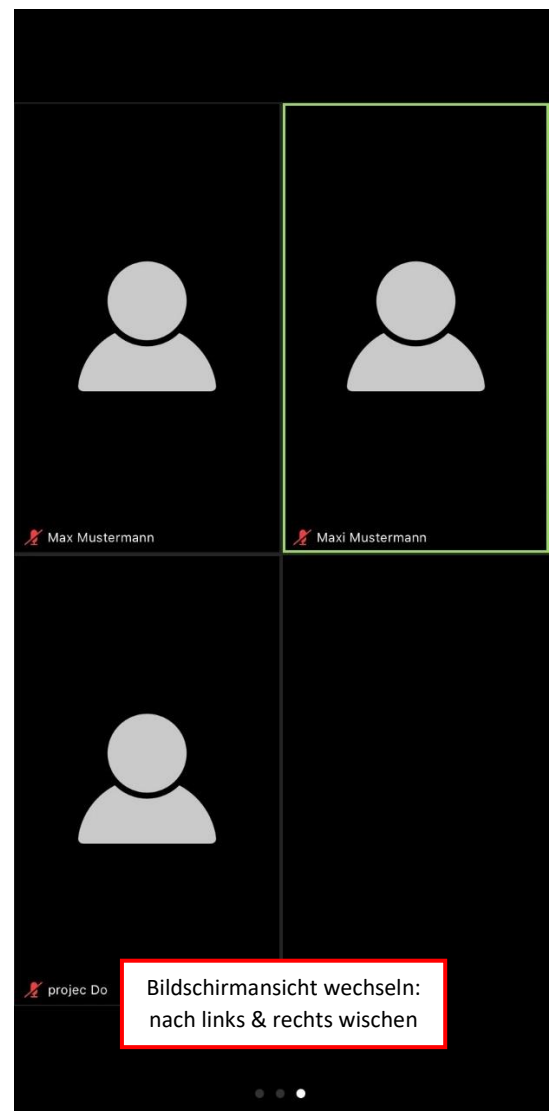 Max Mustermann
Maxi Mustermann
projec Do
Bildschirmansicht wechseln:
nach links & rechts wischen